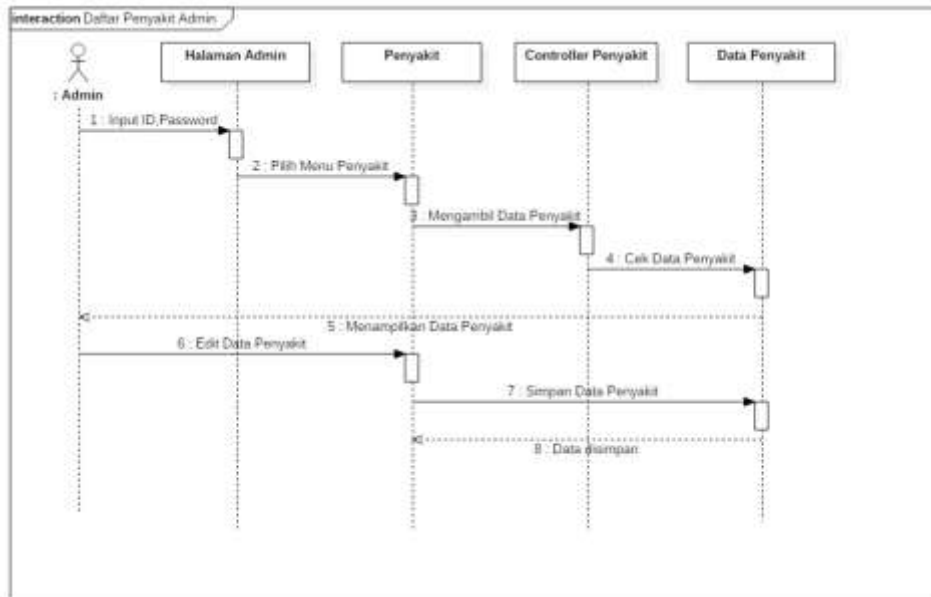 interaction Daftar Penyakit Admin
Halaman Admin
Penyakit
Controller Penyakit
Data Penyakit
: Admin
1 : Input ID,Password
2 : Pilih Menu Penyakit
3 : Mengambil Data Penyakit
4 : Cek Data Penyakit
5 : Menampilkan Data Penyakit
6 : Edit Data Penyakit
7 : Simpan Data Penyakit
8 : Data disimpan